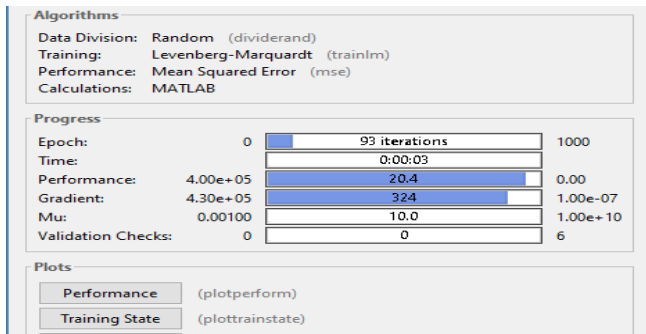 Algorithms
Data Division: Random (dividerand)
Training: Levenberg-Marquardt (trainlm)
Performance: Mean Squared Error (mse)
Calculations: MATLAB
Progress
Epoch: 0 93 iterations 1000
Time: 0:00:03
Performance: 4.00e+05 20.4 0.00
Gradient: 4.30e+05 324 1.00e-07
Mu: 0.00100 10.0 1.00e+10
Validation Checks: 0 0 6
Plots
Performance (plotperform)
Training State (plottrainstate)